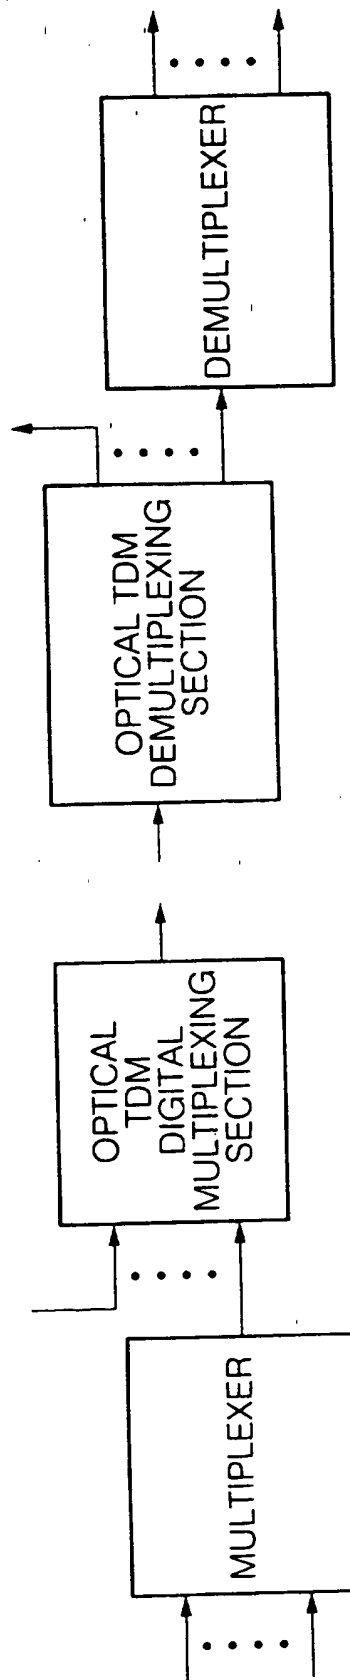 MULTIPLEXER
OPTICAL
TDM
DIGITAL
MULTIPLEXING
SECTION
OPTICAL TDM
DEMULTIPLEXING
SECTION
DEMULTIPLEXER